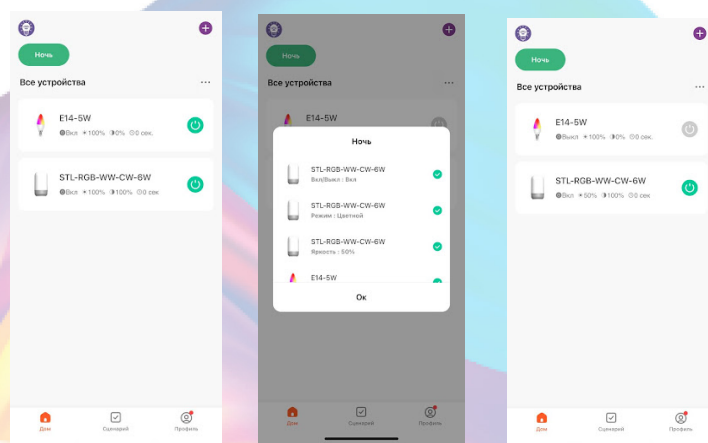 Ночь
Все устройства
E14-5W
Вкл 100% 0% 0 сек.
STL-RGB-WW-CW-6W
Вкл 100% 100% 0 сек
Дом
Сценарий
Профиль
Ночь
Все устройства
E14-5W
Ночь
STL-RGB-WW-CW-6W
Вкл/Выкл : Вкл
STL-RGB-WW-CW-6W
Режим : Цветной
STL-RGB-WW-CW-6W
Яркость : 50%
E14-5W
Ок
Дом
Сценарий
Профиль
Ночь
Все устройства
E14-5W
Выкл 100% 0% 0 сек.
STL-RGB-WW-CW-6W
Вкл 50% 100% 0 сек
Дом
Сценарий
Профиль